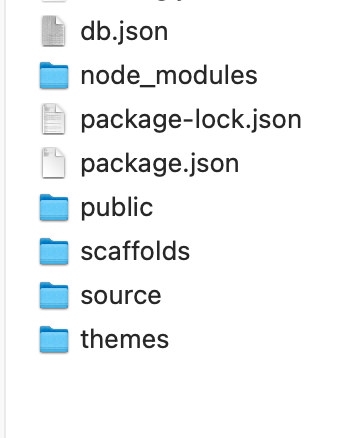 db.json
node_modules
package-lock.json
package.json
public
scaffolds
source
themes